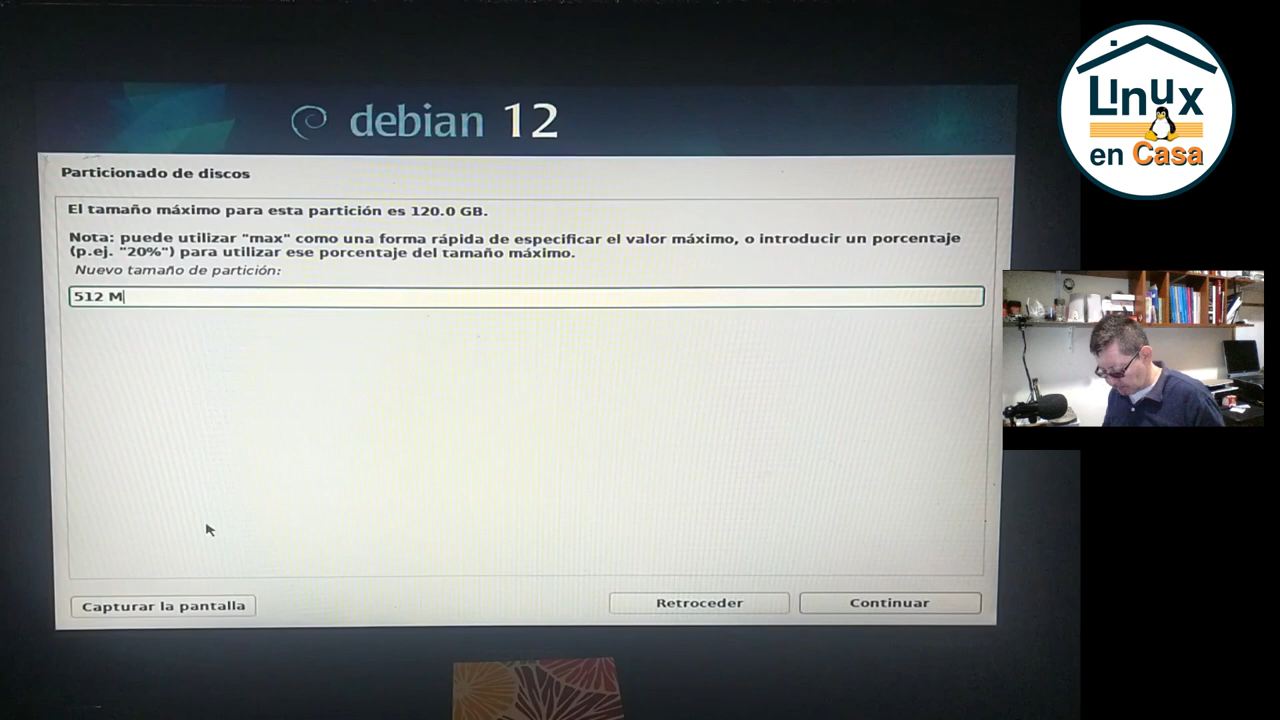 debian 12
Particionado de discos
El tamaño máximo para esta partición es 120.0 GB.
Nota: puede utilizar "max" como una forma rápida de especificar el valor máximo, o introducir un porcentaje
(p.ej. "20%") para utilizar ese porcentaje del tamaño máximo.
Nuevo tamaño de partición:
512 M
Capturar la pantalla
Retroceder
Continuar
Linux
en Casa